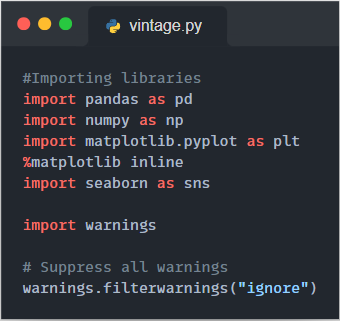 vintage.py
#Importing libraries
import pandas as pd
import numpy as np
import matplotlib.pyplot as plt
%matplotlib inline
import seaborn as sns
import warnings
# Suppress all warnings
warnings.filterwarnings("ignore")